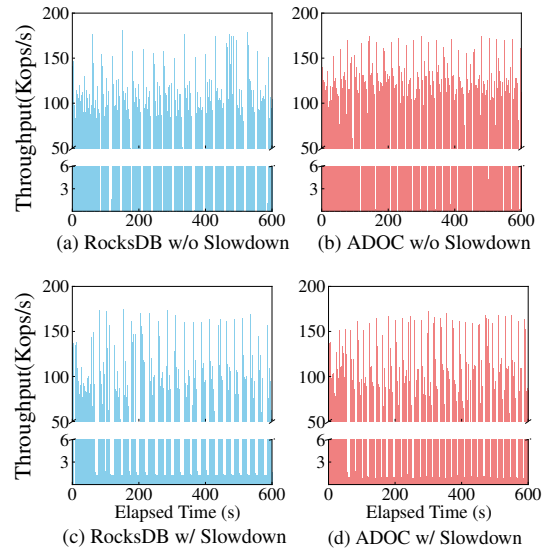 Throughput(Kops/s)
200
150
100
50
6
3
0 200 400 600
(a) RocksDB w/o Slowdown
200
150
100
50
6
3
0 200 400 600
(b) ADOC w/o Slowdown
Throughput(Kops/s)
200
150
100
50
6
3
0 200 400 600
Elapsed Time (s)
(c) RocksDB w/ Slowdown
200
150
100
50
6
3
0 200 400 600
Elapsed Time (s)
(d) ADOC w/ Slowdown